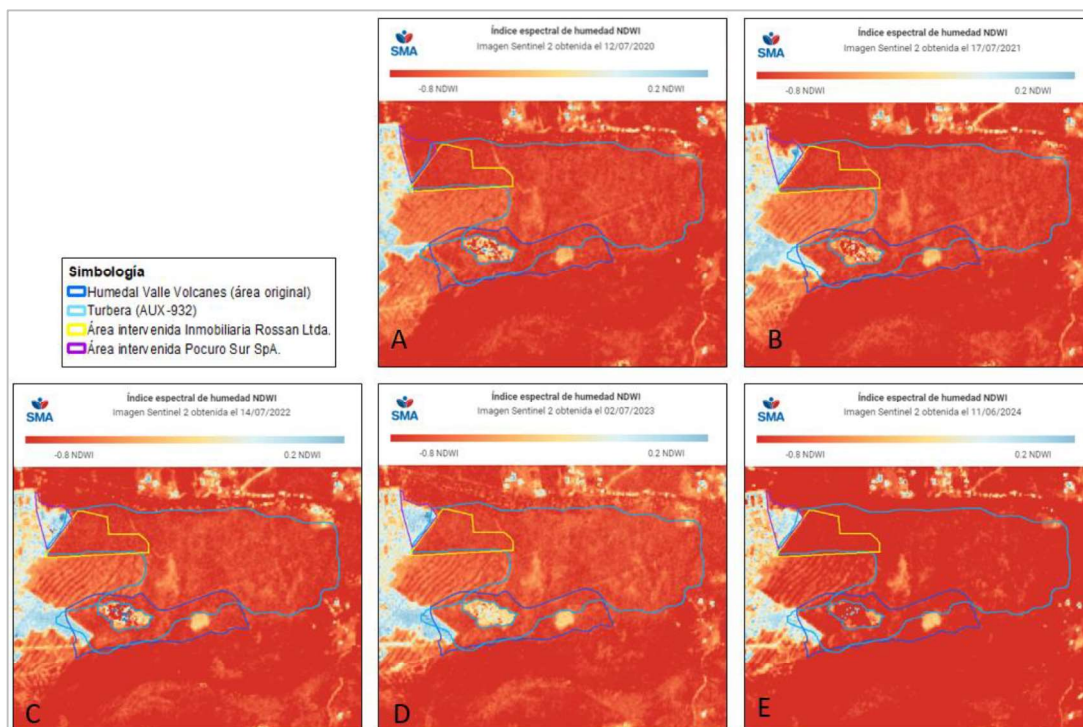 SMA
Índice espectral de humedad NDWI
Imagen Sentinel 2 obtenida el 12/07/2020
-0.8 NDWI
0.2 NDWI
A
SMA
Índice espectral de humedad NDWI
Imagen Sentinel 2 obtenida el 17/07/2021
-0.8 NDWI
0.2 NDWI
B
Simbología
Humedal Valle Volcanes (área original)
Turbera (AUX-932)
Área intervenida Inmobiliaria Rossan Ltda.
Área intervenida Pocuro Sur SpA.
SMA
Índice espectral de humedad NDWI
Imagen Sentinel 2 obtenida el 14/07/2022
-0.8 NDWI
0.2 NDWI
C
SMA
Índice espectral de humedad NDWI
Imagen Sentinel 2 obtenida el 02/07/2023
-0.8 NDWI
0.2 NDWI
D
SMA
Índice espectral de humedad NDWI
Imagen Sentinel 2 obtenida el 11/06/2024
-0.8 NDWI
0.2 NDWI
E